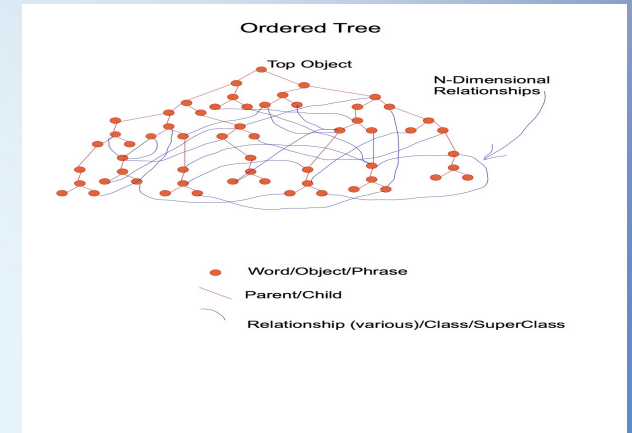 Ordered Tree
Top Object
N-Dimensional
Relationships
Word/Object/Phrase
Parent/Child
Relationship (various)/Class/SuperClass